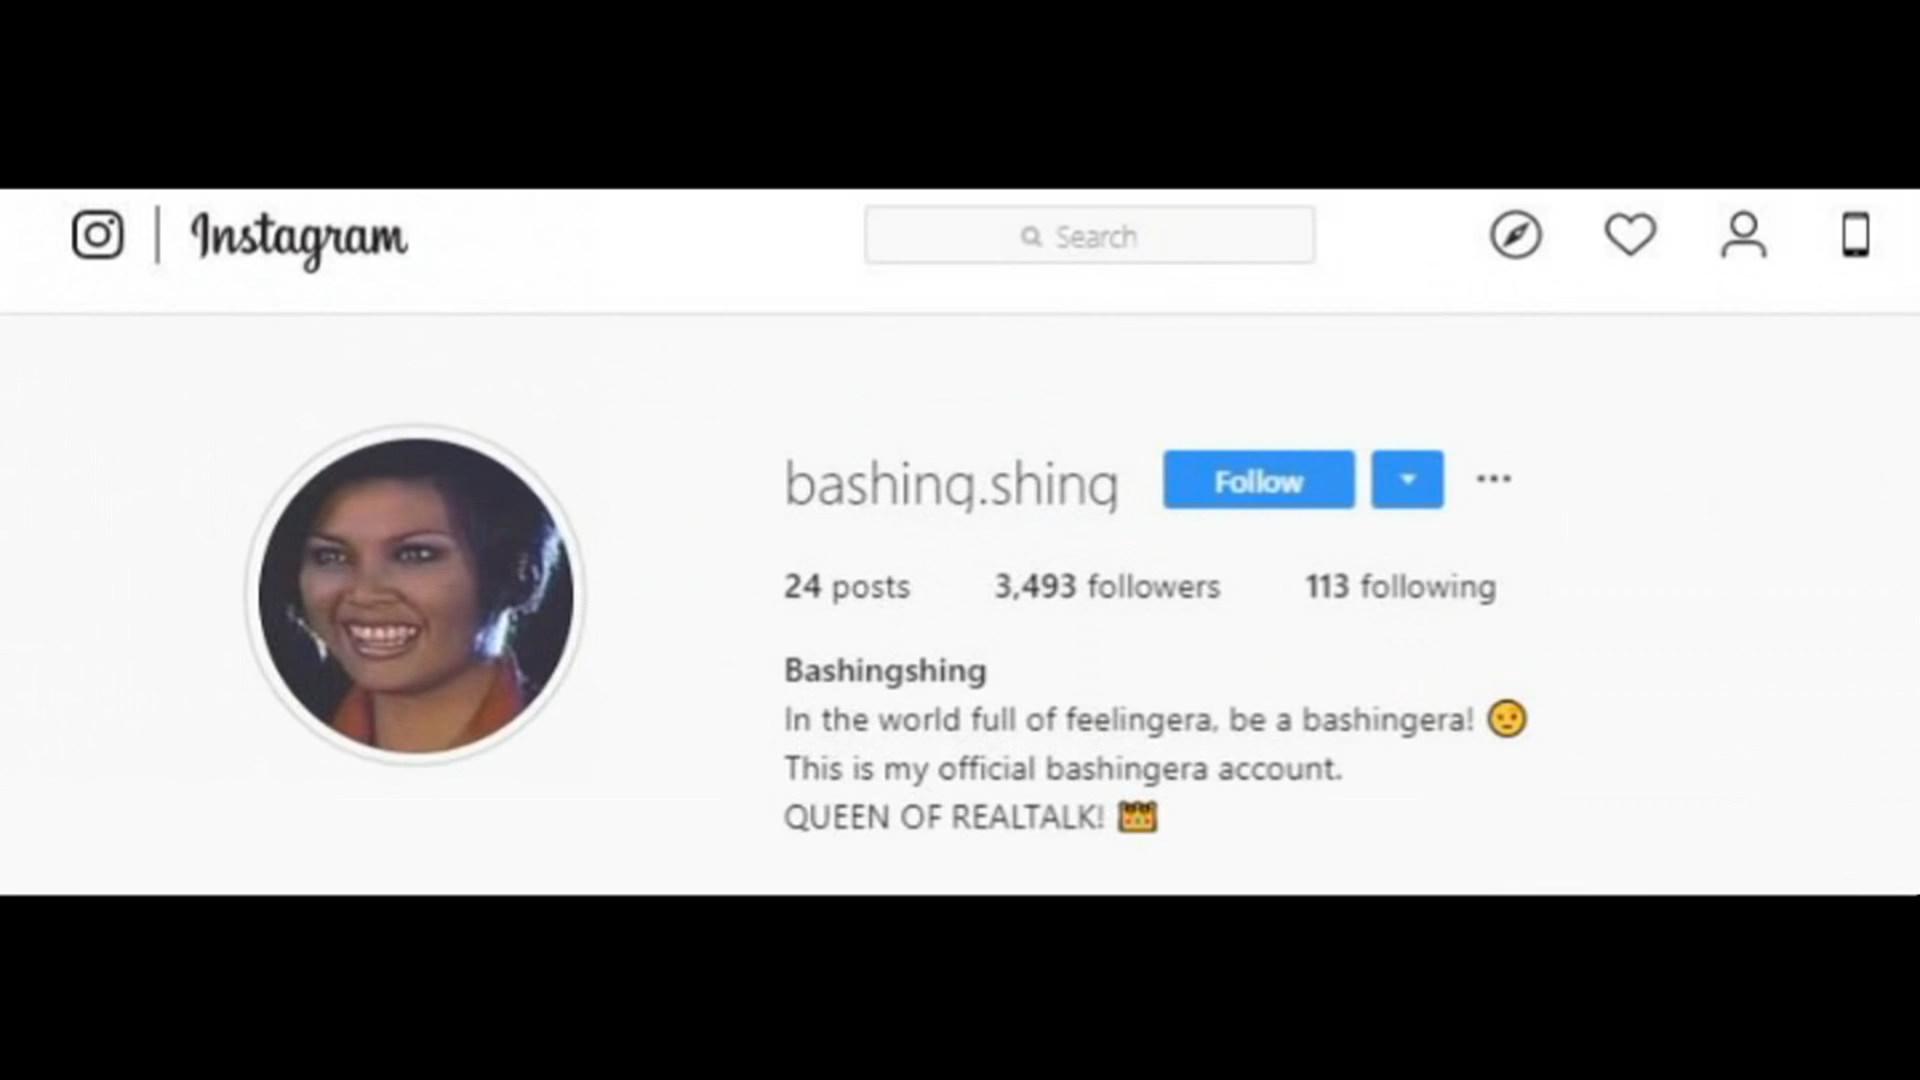 Instagram
Search
bashing.shing
Follow
24 posts 3,493 followers 113 following
Bashingshing
In the world full of feelingera, be a bashingera! 😐
This is my official bashingera account.
QUEEN OF REALTALK! 👑